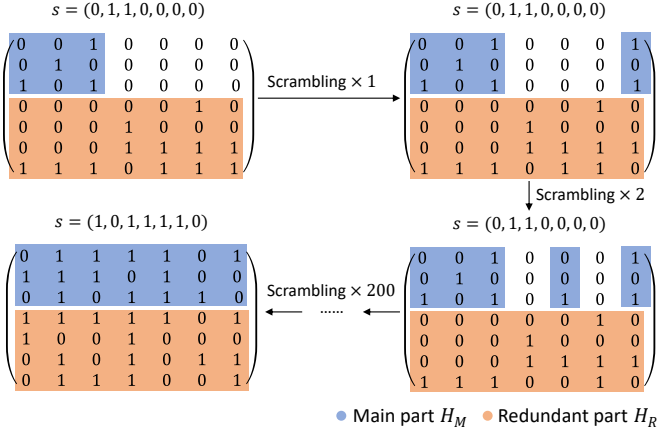 s = (0, 1, 1, 0, 0, 0, 0)
0 0 1 0 0 0 0
0 1 0 0 0 0 0
1 0 1 0 0 0 0
0 0 0 0 0 1 0
0 0 0 1 0 0 0
0 0 0 1 1 1 1
1 1 1 0 1 1 1
Scrambling × 1
s = (0, 1, 1, 0, 0, 0, 0)
0 0 1 0 0 0 1
0 1 0 0 0 0 0
1 0 1 0 0 0 1
0 0 0 0 0 1 0
0 0 0 1 0 0 0
0 0 0 1 1 1 1
1 1 1 0 1 1 0
Scrambling × 2
s = (0, 1, 1, 0, 0, 0, 0)
0 0 1 0 0 0 1
0 1 0 0 0 0 0
1 0 1 0 1 0 1
0 0 0 0 0 1 0
0 0 0 1 0 0 0
0 0 0 1 1 1 1
1 1 1 0 0 1 0
Scrambling × 200
......
s = (1, 0, 1, 1, 1, 1, 0)
0 1 1 1 1 0 1
1 1 1 0 1 0 0
0 1 0 1 1 1 0
1 1 1 1 1 0 1
1 0 0 1 0 0 0
0 1 0 1 0 1 1
0 1 1 1 0 0 0
Main part H_M
Redundant part H_R